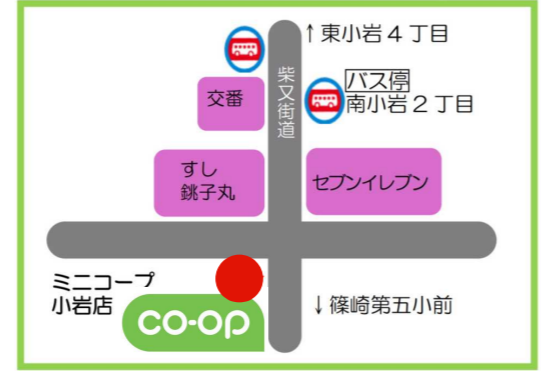 ↑東小岩4丁目
柴又街道
バス停
南小岩2丁目
交番
すし
銚子丸
セブンイレブン
ミニコープ
小岩店
co-op
↓篠崎第五小前